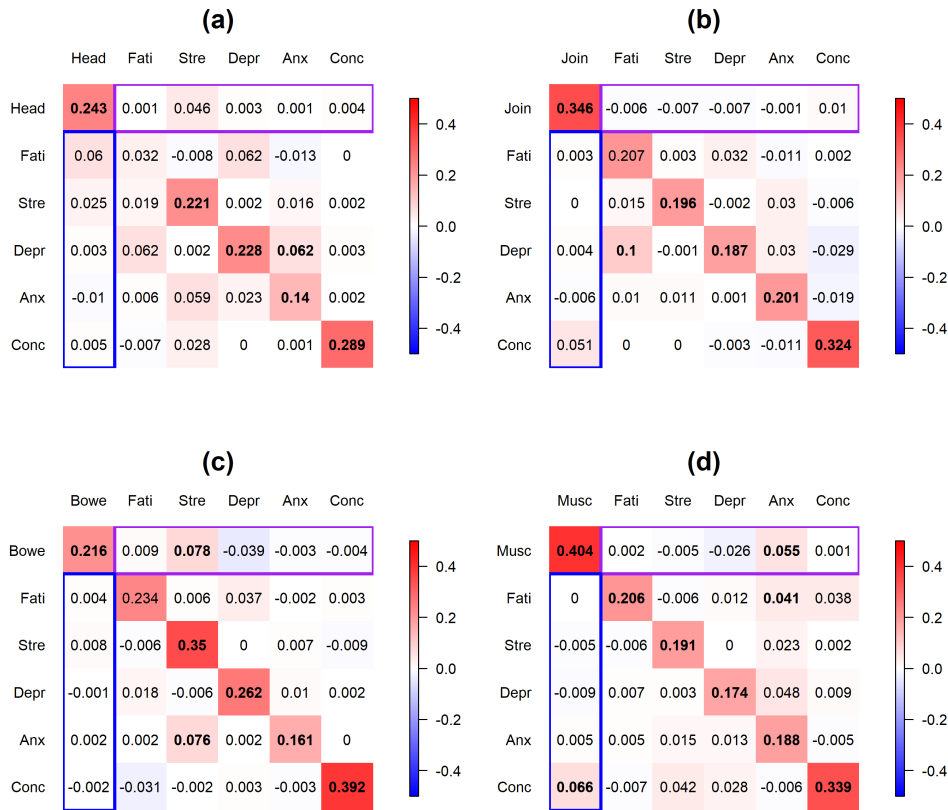 (a) (b)
Head Fati Stre Depr Anx Conc Join Fati Stre Depr Anx Conc
Head 0.243 0.001 0.046 0.003 0.001 0.004 Join 0.346 -0.006 -0.007 -0.007 -0.001 0.01
0.4 0.4
Fati 0.06 0.032 -0.008 0.062 -0.013 0 Fati 0.003 0.207 0.003 0.032 -0.011 0.002
0.2 0.2
Stre 0.025 0.019 0.221 0.002 0.016 0.002 Stre 0 0.015 0.196 -0.002 0.03 -0.006
0.0 0.0
Depr 0.003 0.062 0.002 0.228 0.062 0.003 Depr 0.004 0.1 -0.001 0.187 0.03 -0.029
-0.2 -0.2
Anx -0.01 0.006 0.059 0.023 0.14 0.002 Anx -0.006 0.01 0.011 0.001 0.201 -0.019
-0.4 -0.4
Conc 0.005 -0.007 0.028 0 0.001 0.289 Conc 0.051 0 0 -0.003 -0.011 0.324
(c) (d)
Bowe Fati Stre Depr Anx Conc Musc Fati Stre Depr Anx Conc
Bowe 0.216 0.009 0.078 -0.039 -0.003 -0.004 Musc 0.404 0.002 -0.005 -0.026 0.055 0.001
0.4 0.4
Fati 0.004 0.234 0.006 0.037 -0.002 0.003 Fati 0 0.206 -0.006 0.012 0.041 0.038
0.2 0.2
Stre 0.008 -0.006 0.35 0 0.007 -0.009 Stre -0.005 -0.006 0.191 0 0.023 0.002
0.0 0.0
Depr -0.001 0.018 -0.006 0.262 0.01 0.002 Depr -0.009 0.007 0.003 0.174 0.048 0.009
-0.2 -0.2
Anx 0.002 0.002 0.076 0.002 0.161 0 Anx 0.005 0.005 0.015 0.013 0.188 -0.005
-0.4 -0.4
Conc -0.002 -0.031 -0.002 0.003 -0.003 0.392 Conc 0.066 -0.007 0.042 0.028 -0.006 0.339